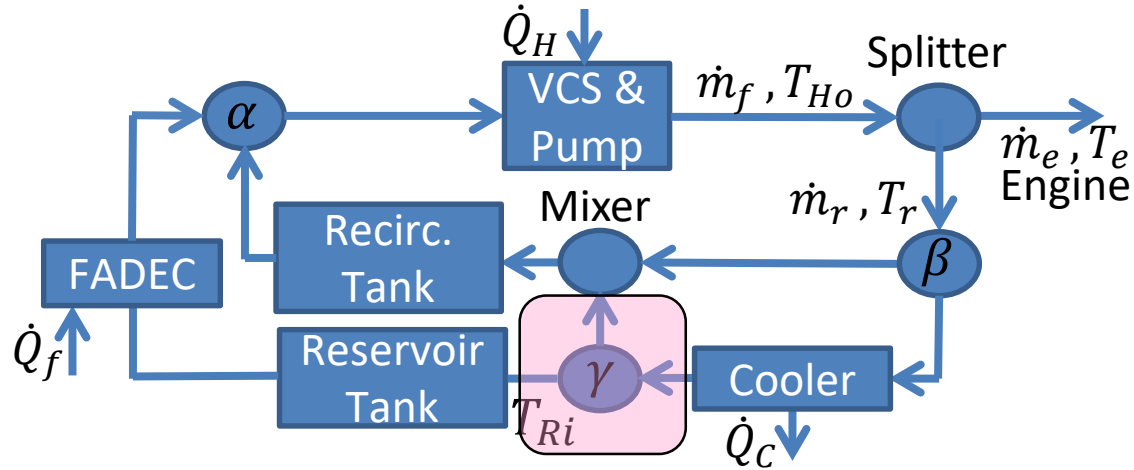 Q̇_H
Splitter
α
VCS &
Pump
ṁ_f , T_Ho
ṁ_e , T_e
Engine
Mixer
ṁ_r , T_r
Recirc.
Tank
β
FADEC
Q̇_f
Reservoir
Tank
γ
T_Ri
Cooler
Q̇_C